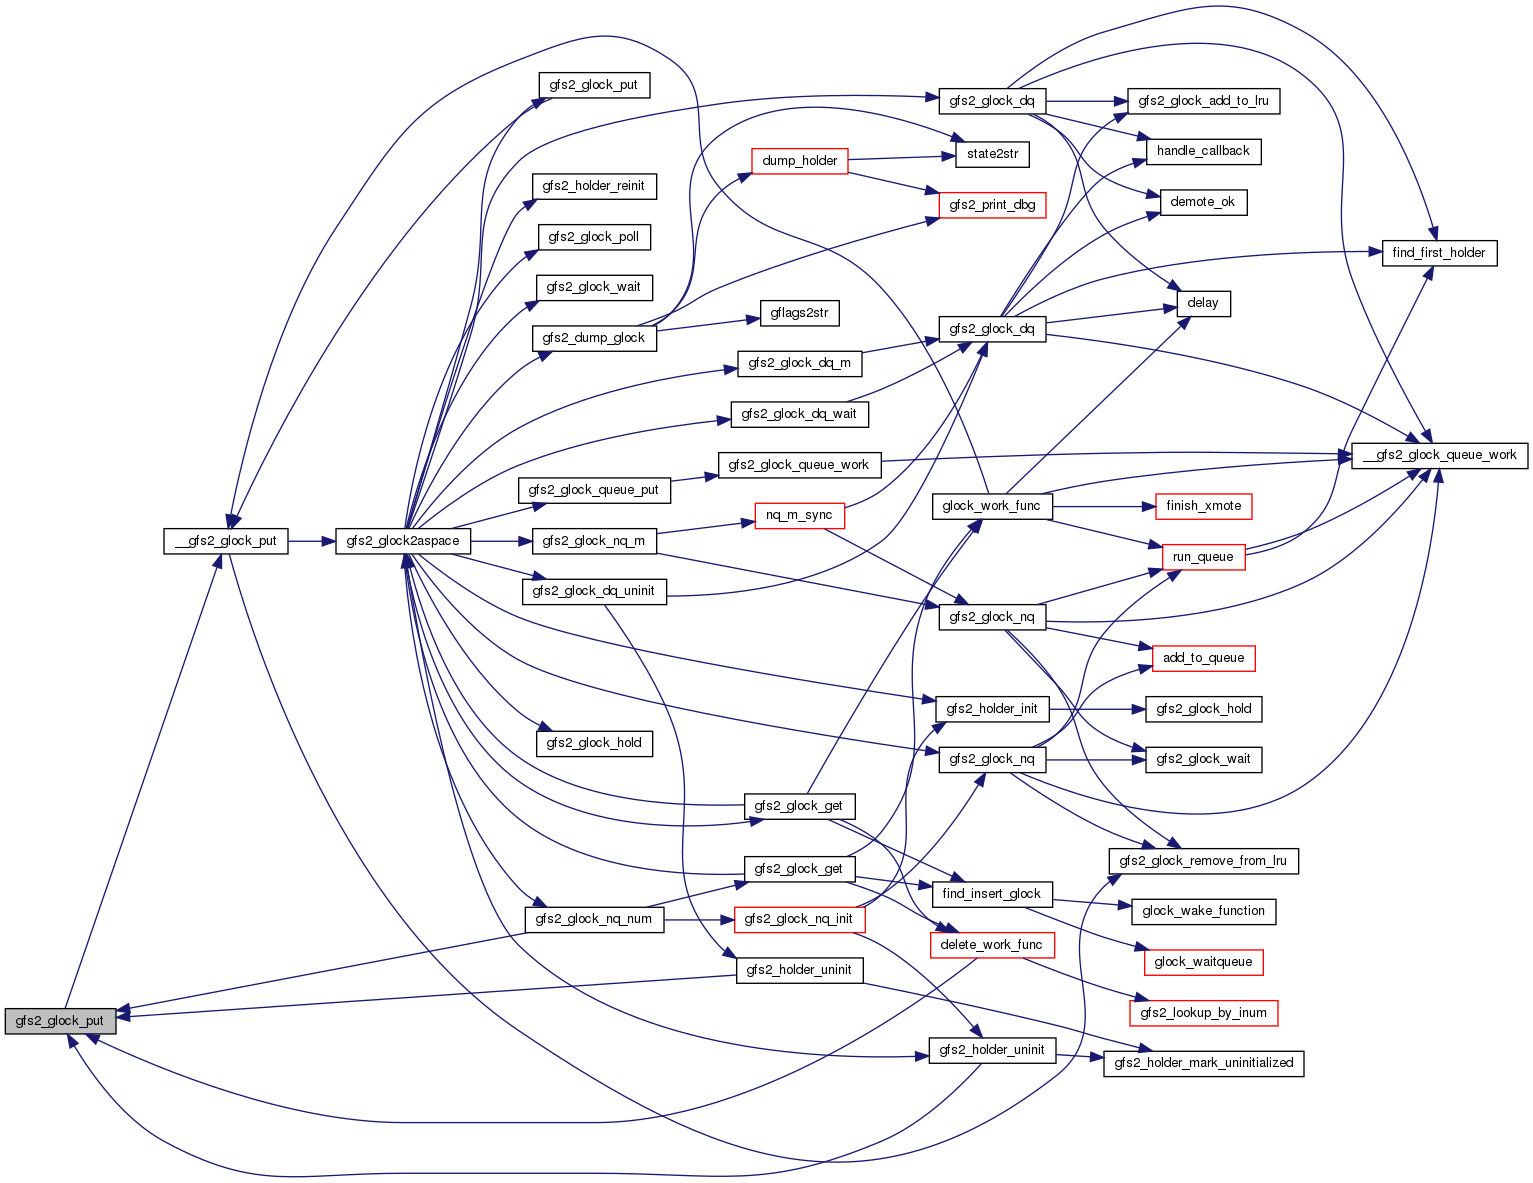 gfs2_glock_put
__gfs2_glock_put
gfs2_glock2aspace
gfs2_glock_put
gfs2_holder_reinit
gfs2_glock_poll
gfs2_glock_wait
gfs2_dump_glock
gfs2_glock_queue_put
gfs2_glock_nq_m
gfs2_glock_dq_uninit
gfs2_glock_hold
gfs2_glock_nq_num
dump_holder
gflags2str
gfs2_glock_dq_m
gfs2_glock_dq_wait
gfs2_glock_queue_work
nq_m_sync
gfs2_glock_get
gfs2_glock_get
gfs2_glock_nq_init
gfs2_holder_uninit
gfs2_glock_dq
state2str
gfs2_print_dbg
gfs2_glock_dq
glock_work_func
gfs2_glock_nq
gfs2_holder_init
gfs2_glock_nq
find_insert_glock
delete_work_func
gfs2_holder_uninit
gfs2_glock_add_to_lru
handle_callback
demote_ok
delay
finish_xmote
run_queue
add_to_queue
gfs2_glock_hold
gfs2_glock_wait
gfs2_glock_remove_from_lru
glock_wake_function
glock_waitqueue
gfs2_lookup_by_inum
gfs2_holder_mark_uninitialized
find_first_holder
__gfs2_glock_queue_work